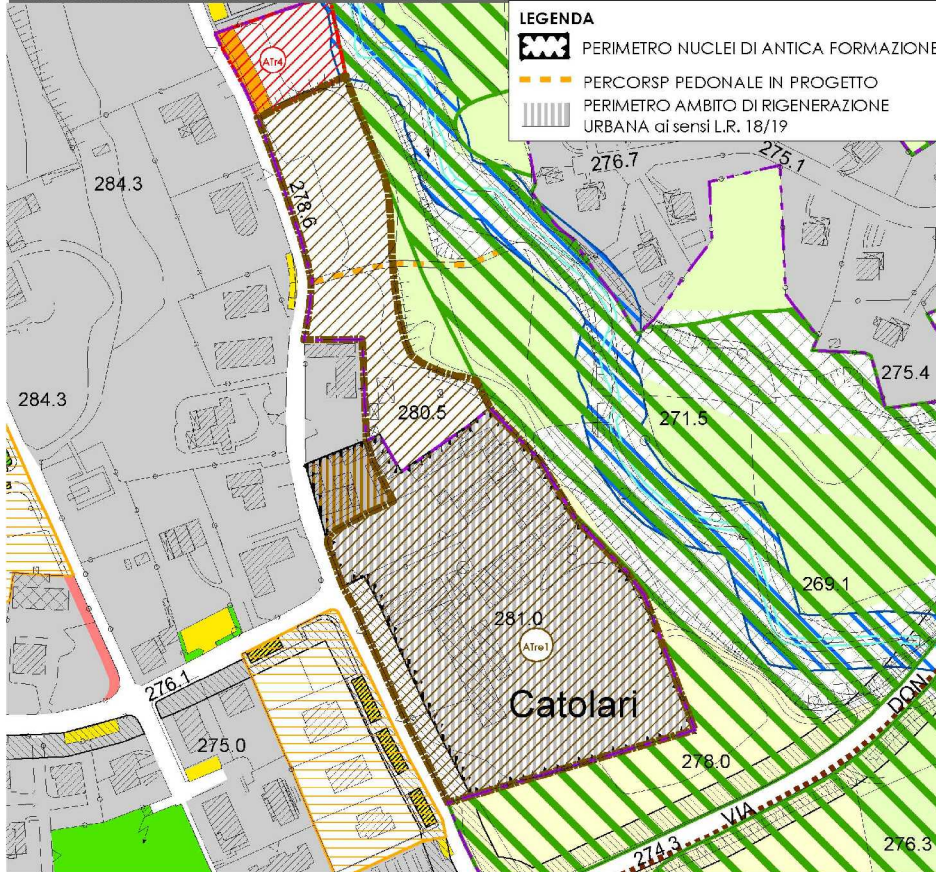 LEGENDA
PERIMETRO NUCLEI DI ANTICA FORMAZIONE
PERCORSP PEDONALE IN PROGETTO
PERIMETRO AMBITO DI RIGENERAZIONE
URBANA ai sensi L.R. 18/19
ATr4
276.7
275.1
284.3
278.6
284.3
280.5
275.4
271.5
269.1
281.0
ATre1
Catolari
276.1
275.0
278.0
DON
VIA
274.3
276.3